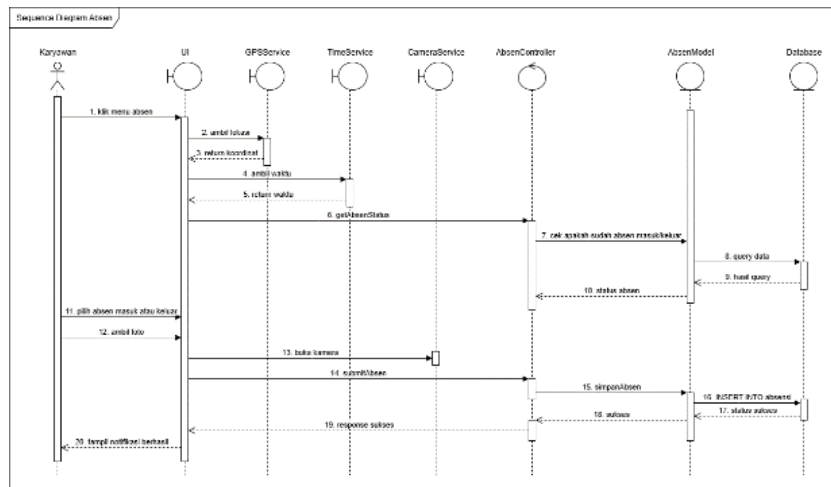 Sequence Diagram Absen
Karyawan
UI
GPSService
TimeService
CameraService
AbsenController
AbsenModel
Database
1. klik menu absen
2. ambil lokasi
3. return koordinat
4. ambil waktu
5. return waktu
6. getAbsenStatus
7. cek apakah sudah absen masuk/keluar
8. query data
9. hasil query
10. status absen
11. pilih absen masuk atau keluar
12. ambil foto
13. buka kamera
14. submitAbsen
15. simpanAbsen
16. INSERT INTO absensi
17. status sukses
18. sukses
19. response sukses
20. tampil notifikasi berhasil